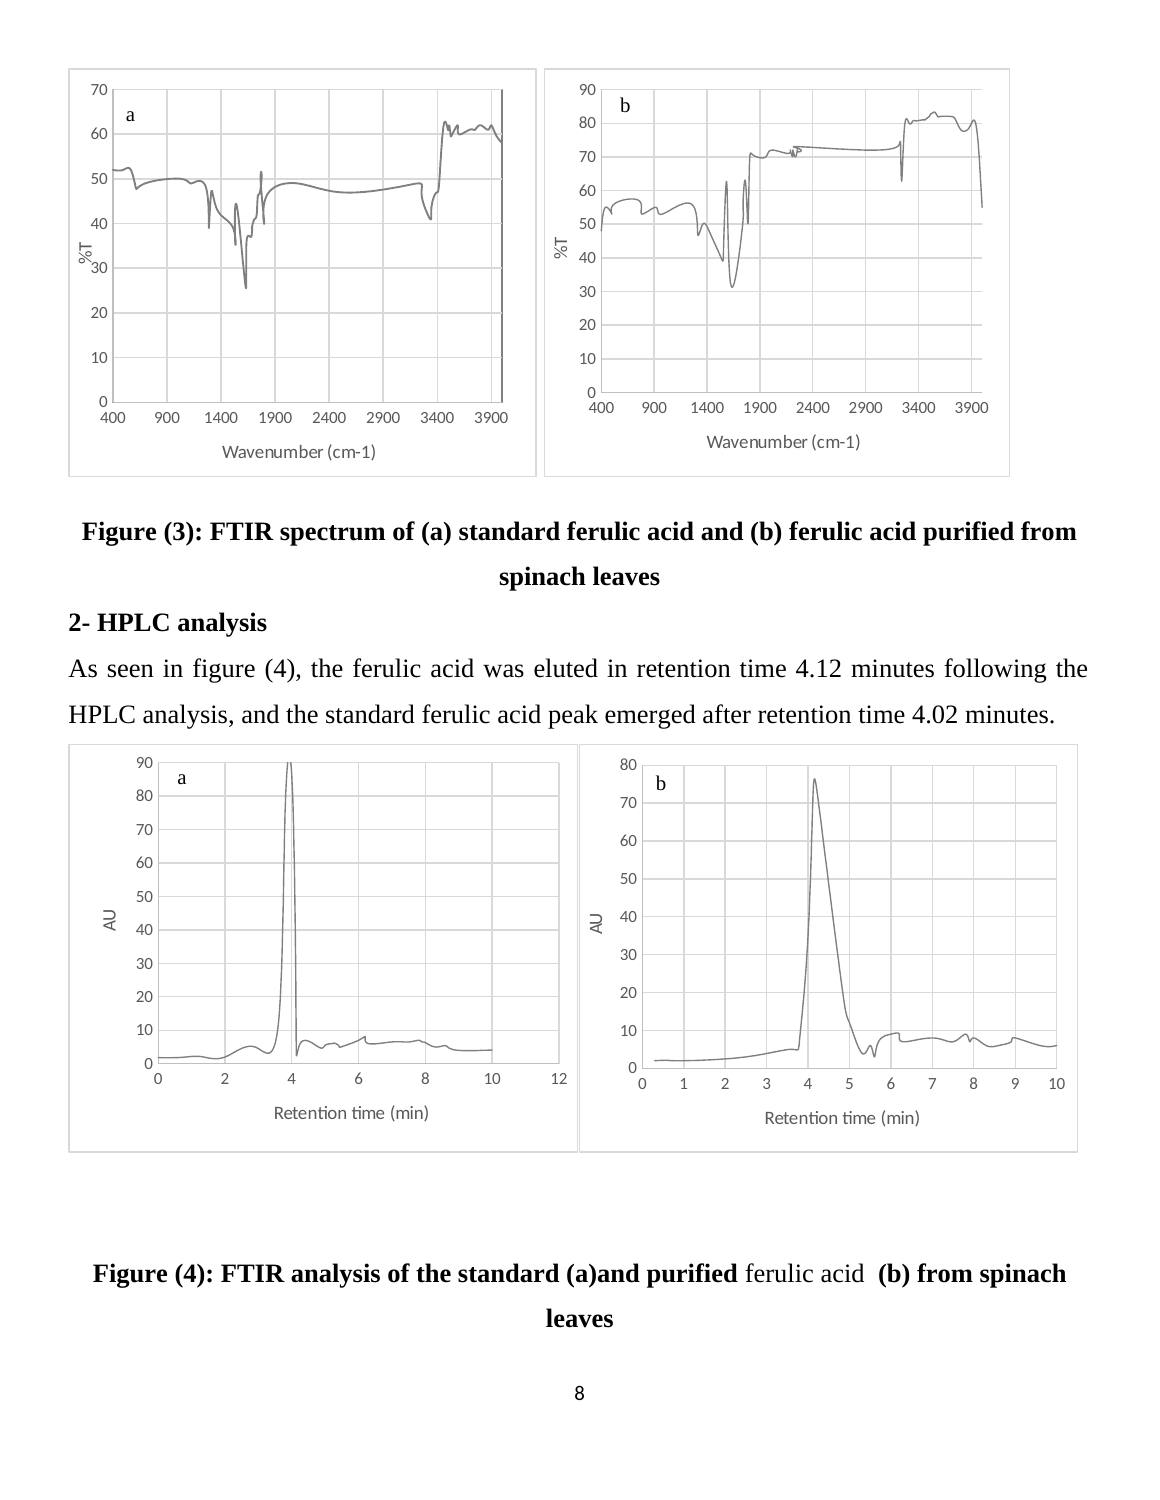 70
60
50
40
30
20
10
0
%T
a
400 900 1400 1900 2400 2900 3400 3900
Wavenumber (cm-1)
90
80
70
60
50
40
30
20
10
0
%T
b
400 900 1400 1900 2400 2900 3400 3900
Wavenumber (cm-1)
Figure (3): FTIR spectrum of (a) standard ferulic acid and (b) ferulic acid purified from
spinach leaves
2- HPLC analysis
As seen in figure (4), the ferulic acid was eluted in retention time 4.12 minutes following the
HPLC analysis, and the standard ferulic acid peak emerged after retention time 4.02 minutes.
90
80
70
60
50
40
30
20
10
0
AU
a
0 2 4 6 8 10 12
Retention time (min)
80
70
60
50
40
30
20
10
0
AU
b
0 1 2 3 4 5 6 7 8 9 10
Retention time (min)
Figure (4): FTIR analysis of the standard (a)and purified ferulic acid  (b) from spinach
leaves
8